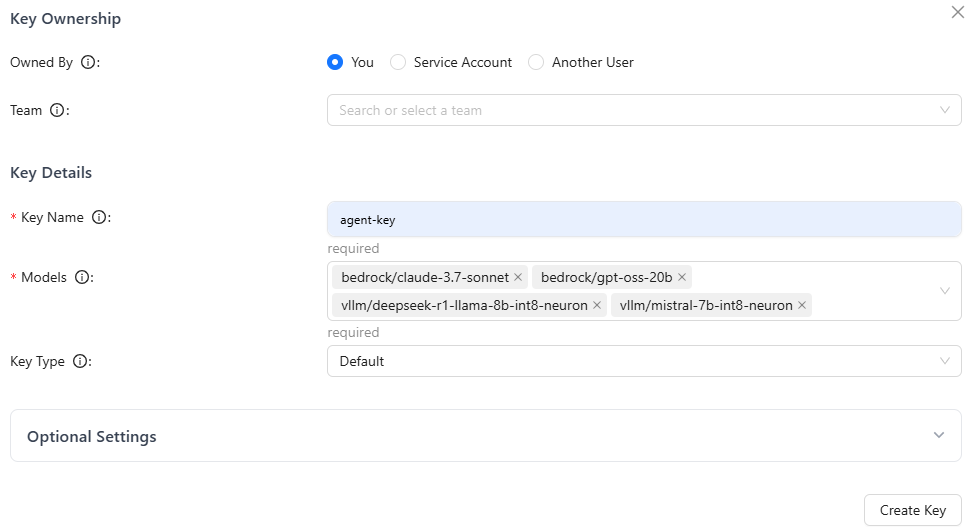 Key Ownership
Owned By :
You Service Account Another User
Team :
Search or select a team
Key Details
* Key Name :
agent-key
required
* Models :
bedrock/claude-3.7-sonnet × bedrock/gpt-oss-20b ×
vllm/deepseek-r1-llama-8b-int8-neuron × vllm/mistral-7b-int8-neuron ×
required
Key Type :
Default
Optional Settings
Create Key